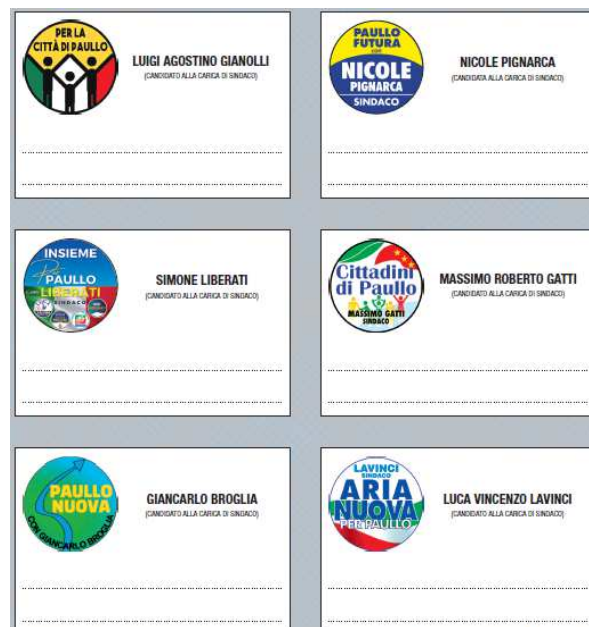 PER LA
CITTÀ DI PAULLO
LUIGI AGOSTINO GIANOLLI
(CANDIDATO ALLA CARICA DI SINDACO)
PAULLO
FUTURA
con
NICOLE
PIGNARCA
SINDACO
NICOLE PIGNARCA
(CANDIDATA ALLA CARICA DI SINDACO)
INSIEME
Per
PAULLO
LIBERATI
SINDACO
SIMONE LIBERATI
(CANDIDATO ALLA CARICA DI SINDACO)
Cittadini
di Paullo
MASSIMO GATTI
SINDACO
MASSIMO ROBERTO GATTI
(CANDIDATO ALLA CARICA DI SINDACO)
PAULLO
NUOVA
CON GIANCARLO BROGLIA
GIANCARLO BROGLIA
(CANDIDATO ALLA CARICA DI SINDACO)
LAVINCI
SINDACO
ARIA
NUOVA
PER PAULLO
LUCA VINCENZO LAVINCI
(CANDIDATO ALLA CARICA DI SINDACO)